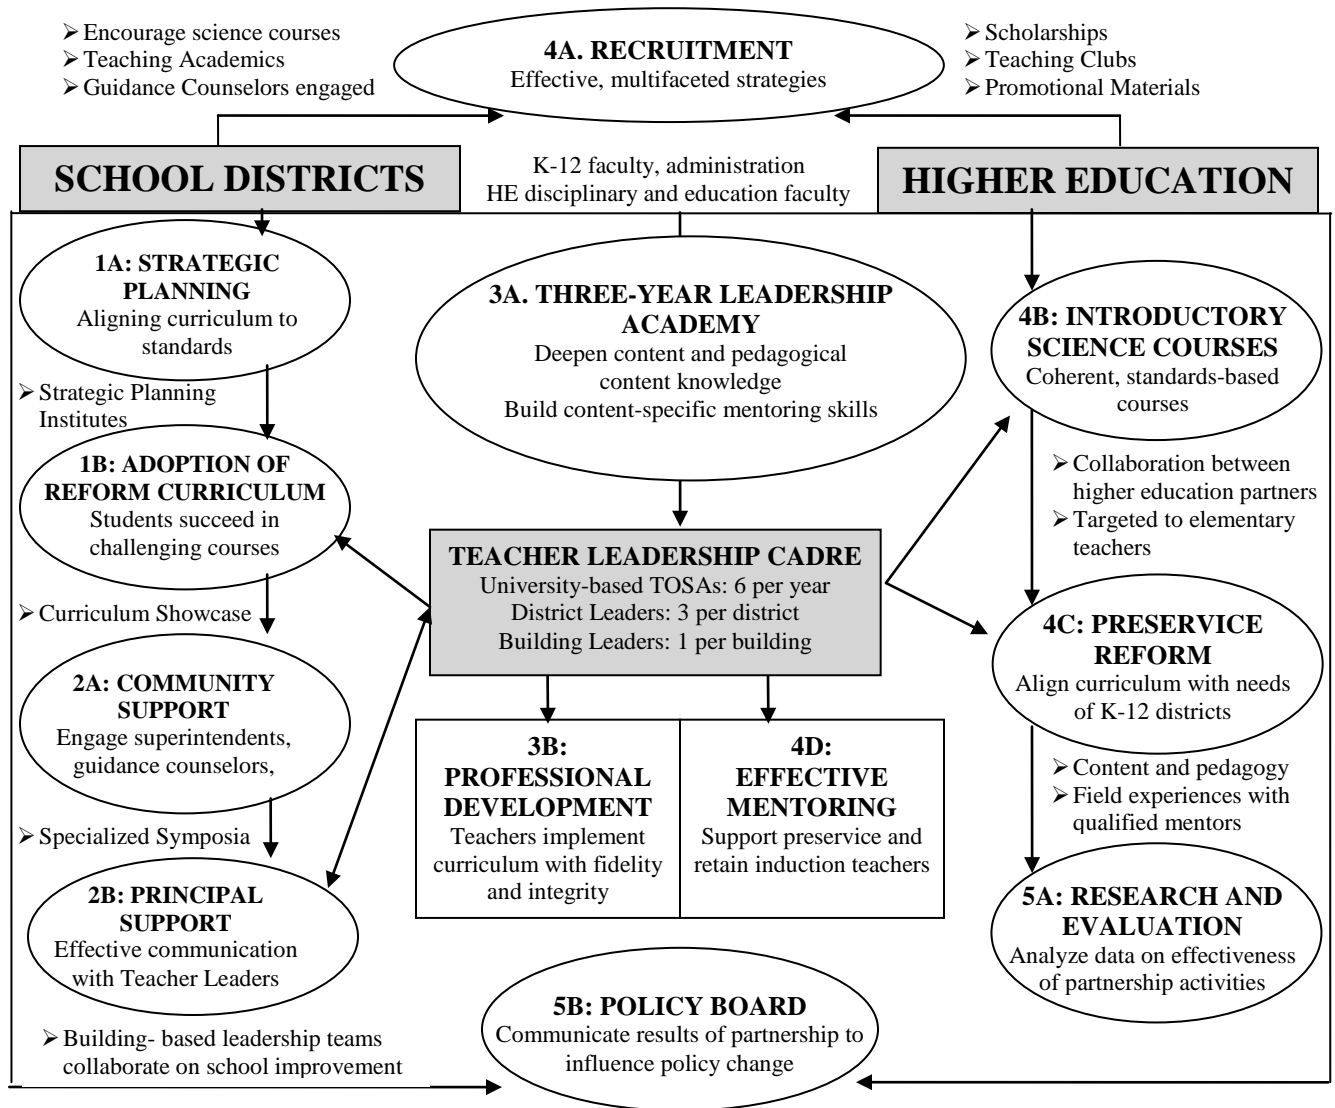 ➢ Encourage science courses
➢ Teaching Academics
➢ Guidance Counselors engaged
4A. RECRUITMENT
Effective, multifaceted strategies
➢ Scholarships
➢ Teaching Clubs
➢ Promotional Materials
SCHOOL DISTRICTS
K-12 faculty, administration
HE disciplinary and education faculty
HIGHER EDUCATION
1A: STRATEGIC
PLANNING
Aligning curriculum to
standards
➢ Strategic Planning
Institutes
1B: ADOPTION OF
REFORM CURRICULUM
Students succeed in
challenging courses
➢ Curriculum Showcase
2A: COMMUNITY
SUPPORT
Engage superintendents,
guidance counselors,
➢ Specialized Symposia
2B: PRINCIPAL
SUPPORT
Effective communication
with Teacher Leaders
➢ Building- based leadership teams
collaborate on school improvement
3A. THREE-YEAR LEADERSHIP
ACADEMY
Deepen content and pedagogical
content knowledge
Build content-specific mentoring skills
TEACHER LEADERSHIP CADRE
University-based TOSAs: 6 per year
District Leaders: 3 per district
Building Leaders: 1 per building
3B:
PROFESSIONAL
DEVELOPMENT
Teachers implement
curriculum with fidelity
and integrity
4D:
EFFECTIVE
MENTORING
Support preservice and
retain induction teachers
5B: POLICY BOARD
Communicate results of partnership to
influence policy change
4B: INTRODUCTORY
SCIENCE COURSES
Coherent, standards-based
courses
➢ Collaboration between
higher education partners
➢ Targeted to elementary
teachers
4C: PRESERVICE
REFORM
Align curriculum with needs
of K-12 districts
➢ Content and pedagogy
➢ Field experiences with
qualified mentors
5A: RESEARCH AND
EVALUATION
Analyze data on effectiveness
of partnership activities